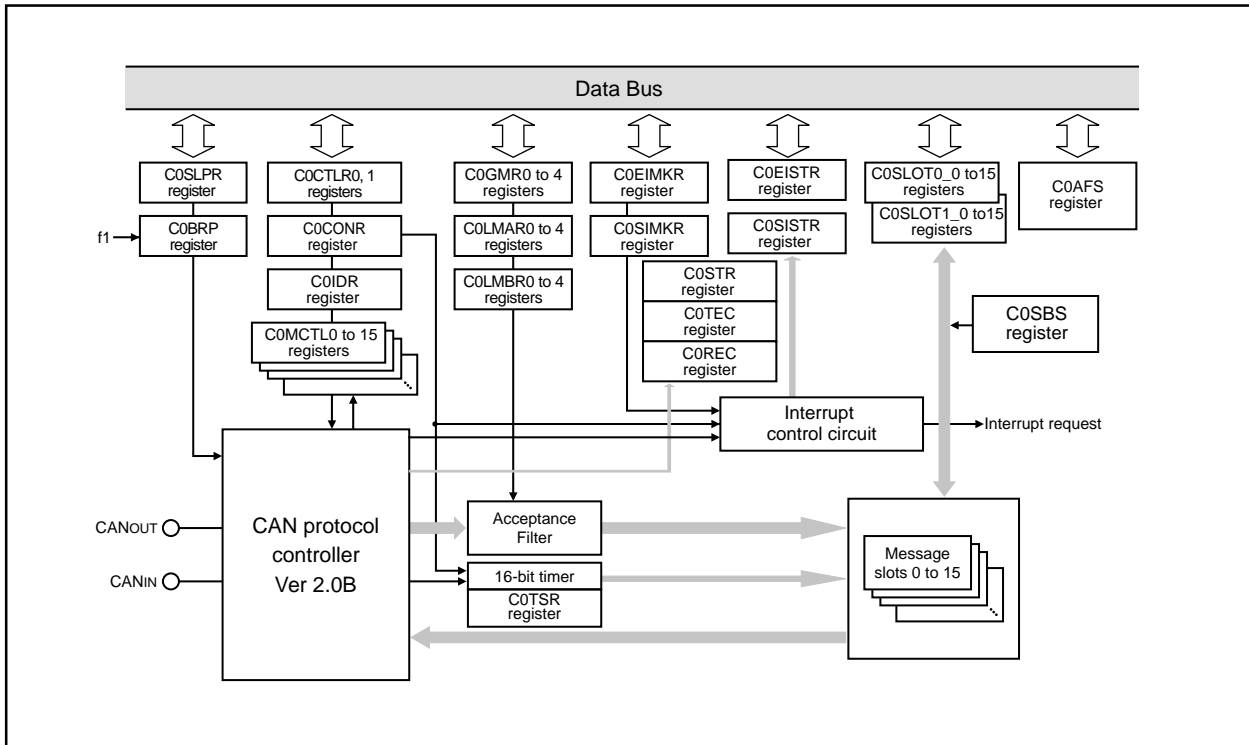 Data Bus
C0SLPR
register
C0CTLR0, 1
registers
C0GMR0 to 4
registers
C0EIMKR
register
C0EISTR
register
C0SLOT0_0 to15
registers
C0SLOT1_0 to15
registers
C0AFS
register
f1
C0BRP
register
C0CONR
register
C0LMAR0 to 4
registers
C0SIMKR
register
C0SISTR
register
C0IDR
register
C0LMBR0 to 4
registers
C0STR
register
C0TEC
register
C0REC
register
C0SBS
register
C0MCTL0 to 15
registers
Interrupt
control circuit
Interrupt request
CANOUT
CANIN
CAN protocol
controller
Ver 2.0B
Acceptance
Filter
16-bit timer
C0TSR
register
Message
slots 0 to 15